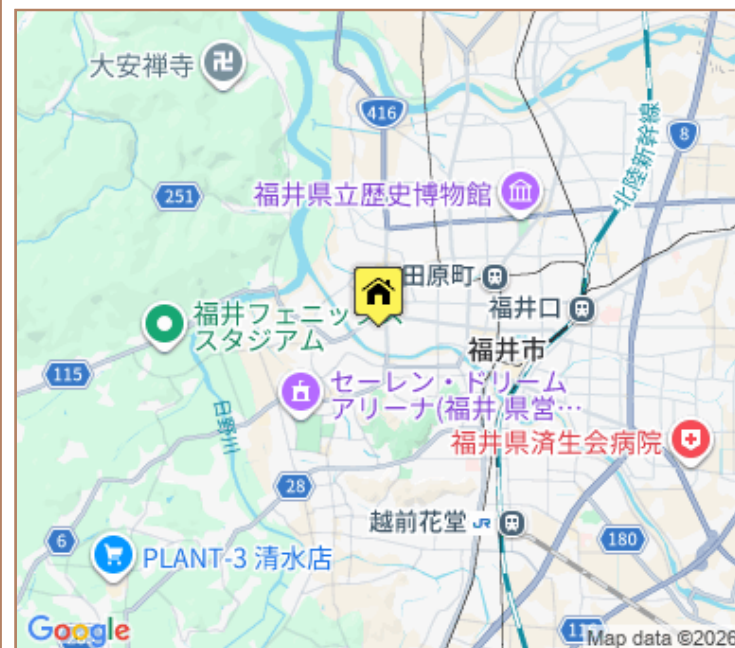 大安禅寺
416
8
北陸新幹線
251
福井県立歴史博物館
田原町
福井口
福井フェニックス
スタジアム
福井市
115
セーレン・ドリーム
アリーナ(福井 県営…
日野川
福井県済生会病院
28
越前花堂 JR
6
180
PLANT-3 清水店
Google
Map data ©2026